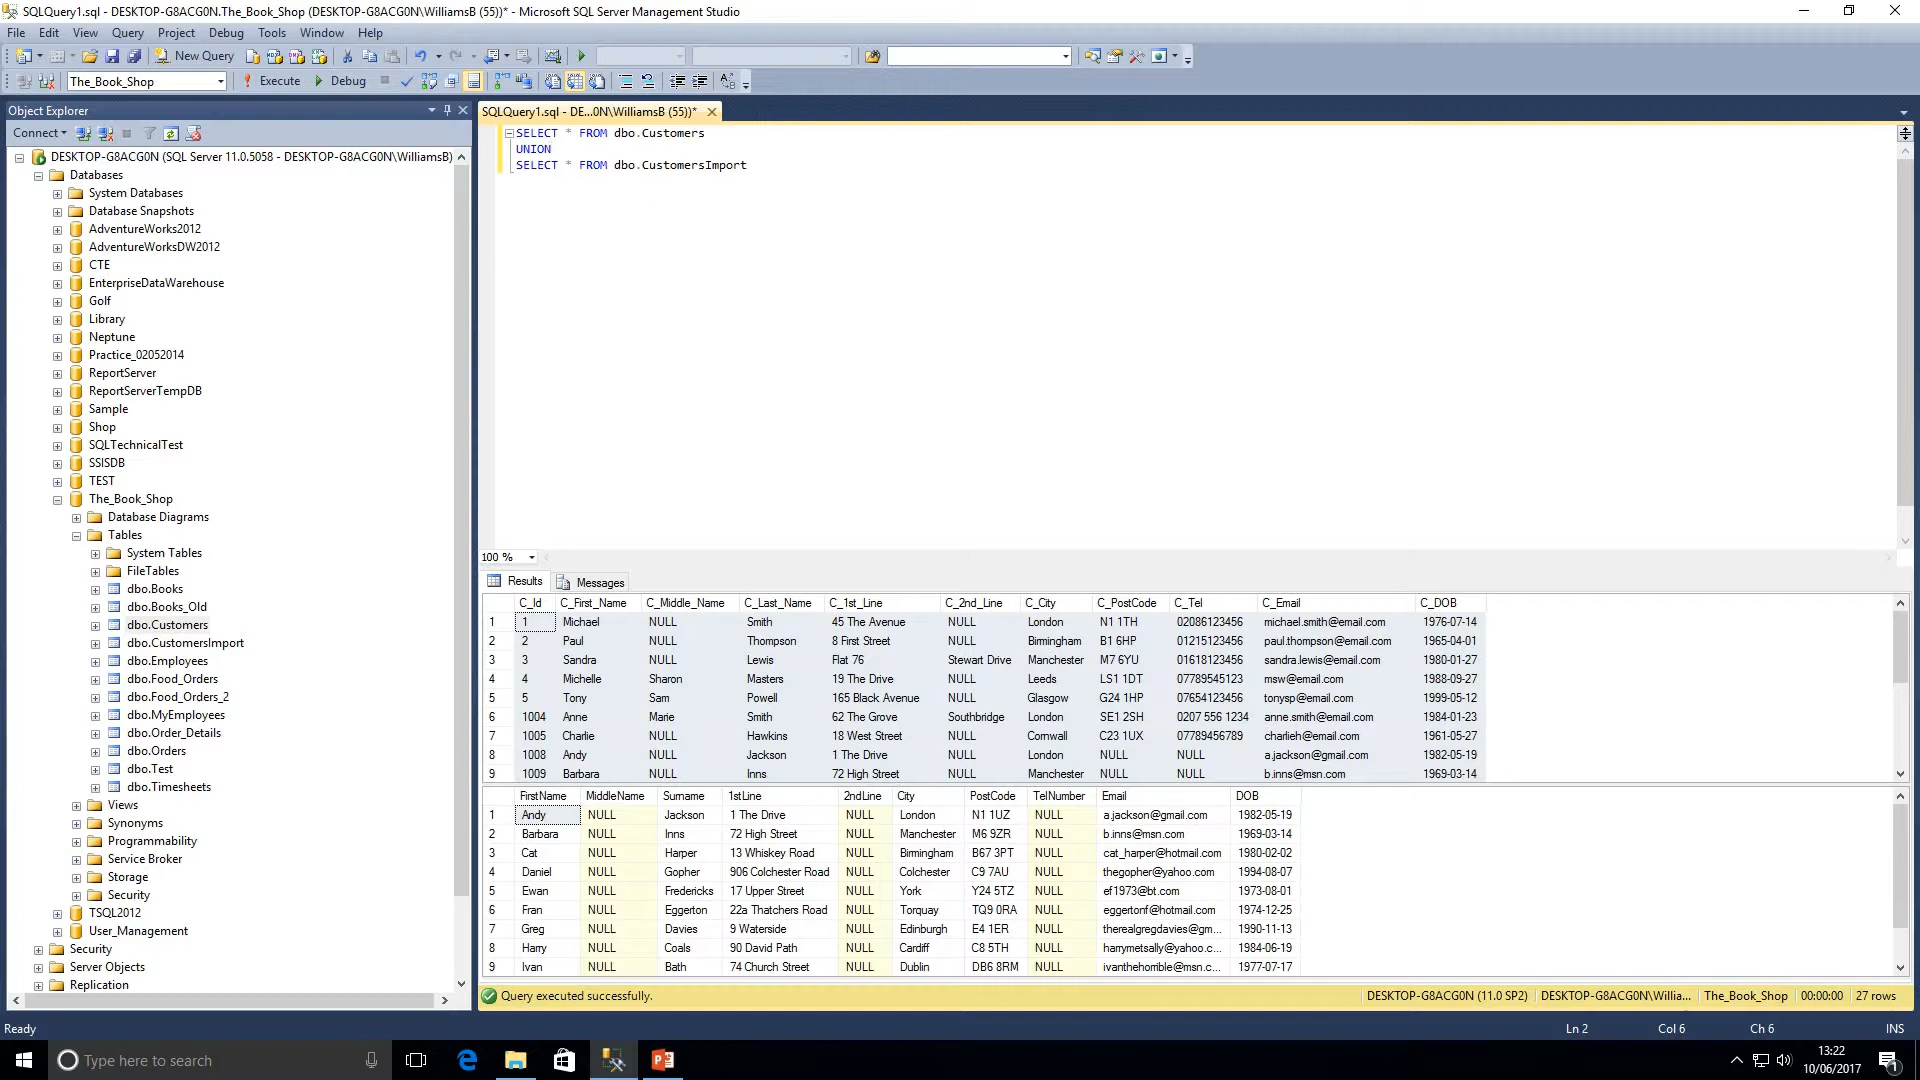 SQLQuery1.sql - DESKTOP-G8ACG0N.The_Book_Shop (DESKTOP-G8ACG0N\WilliamsB (55))* - Microsoft SQL Server Management Studio
File Edit View Query Project Debug Tools Window Help
New Query
The_Book_Shop Execute Debug
Object Explorer
Connect
DESKTOP-G8ACG0N (SQL Server 11.0.5058 - DESKTOP-G8ACG0N\WilliamsB)
Databases
System Databases
Database Snapshots
AdventureWorks2012
AdventureWorksDW2012
CTE
EnterpriseDataWarehouse
Golf
Library
Neptune
Practice_02052014
ReportServer
ReportServerTempDB
Sample
Shop
SQLTechnicalTest
SSISDB
TEST
The_Book_Shop
Database Diagrams
Tables
System Tables
FileTables
dbo.Books
dbo.Books_Old
dbo.Customers
dbo.CustomersImport
dbo.Employees
dbo.Food_Orders
dbo.Food_Orders_2
dbo.MyEmployees
dbo.Order_Details
dbo.Orders
dbo.Test
dbo.Timesheets
Views
Synonyms
Programmability
Service Broker
Storage
Security
TSQL2012
User_Management
Security
Server Objects
Replication
SQLQuery1.sql - DE...0N\WilliamsB (55))*
SELECT * FROM dbo.Customers
UNION
SELECT * FROM dbo.CustomersImport
100 %
Results Messages
C_Id C_First_Name C_Middle_Name C_Last_Name C_1st_Line C_2nd_Line C_City C_PostCode C_Tel C_Email C_DOB
1 1 Michael NULL Smith 45 The Avenue NULL London N1 1TH 02086123456 michael.smith@email.com 1976-07-14
2 2 Paul NULL Thompson 8 First Street NULL Birmingham B1 6HP 01215123456 paul.thompson@email.com 1965-04-01
3 3 Sandra NULL Lewis Flat 76 Stewart Drive Manchester M7 6YU 01618123456 sandra.lewis@email.com 1980-01-27
4 4 Michelle Sharon Masters 19 The Drive NULL Leeds LS1 1DT 07789545123 msw@email.com 1988-09-27
5 5 Tony Sam Powell 165 Black Avenue NULL Glasgow G24 1HP 07654123456 tonysp@email.com 1999-05-12
6 1004 Anne Marie Smith 62 The Grove Southbridge London SE1 2SH 0207 556 1234 anne.smith@email.com 1984-01-23
7 1005 Charlie NULL Hawkins 18 West Street NULL Cornwall C23 1UX 07789456789 charlieh@email.com 1961-05-27
8 1008 Andy NULL Jackson 1 The Drive NULL London NULL NULL a.jackson@gmail.com 1982-05-19
9 1009 Barbara NULL Inns 72 High Street NULL Manchester NULL NULL b.inns@msn.com 1969-03-14
FirstName MiddleName Surname 1stLine 2ndLine City PostCode TelNumber Email DOB
1 Andy NULL Jackson 1 The Drive NULL London N1 1UZ NULL a.jackson@gmail.com 1982-05-19
2 Barbara NULL Inns 72 High Street NULL Manchester M6 9ZR NULL b.inns@msn.com 1969-03-14
3 Cat NULL Harper 13 Whiskey Road NULL Birmingham B67 3PT NULL cat_harper@hotmail.com 1980-02-02
4 Daniel NULL Gopher 906 Colchester Road NULL Colchester C9 7AU NULL thegopher@yahoo.com 1994-08-07
5 Ewan NULL Fredericks 17 Upper Street NULL York Y24 5TZ NULL ef1973@bt.com 1973-08-01
6 Fran NULL Eggerton 22a Thatchers Road NULL Torquay TQ9 0RA NULL eggertonf@hotmail.com 1974-12-25
7 Greg NULL Davies 9 Waterside NULL Edinburgh E4 1ER NULL therealgregdavies@gm... 1990-11-13
8 Harry NULL Coals 90 David Path NULL Cardiff C8 5TH NULL harrymetsally@yahoo.c... 1984-06-19
9 Ivan NULL Bath 74 Church Street NULL Dublin DB6 8RM NULL ivanthehorrible@msn.c... 1977-07-17
Query executed successfully. DESKTOP-G8ACG0N (11.0 SP2) DESKTOP-G8ACG0N\Willia... The_Book_Shop 00:00:00 27 rows
Ready Ln 2 Col 6 Ch 6 INS
Type here to search
13:22
10/06/2017
1